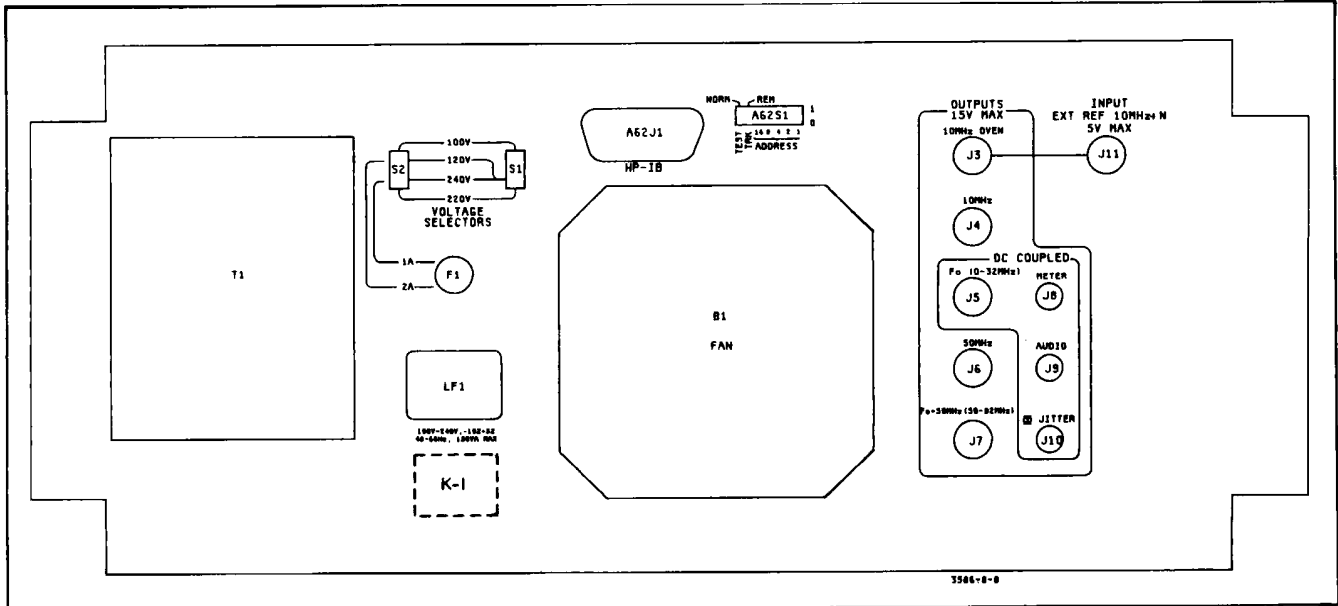 T1
100V
120V
240V
220V
S2
S1
VOLTAGE
SELECTORS
1A
2A
F1
LF1
K-1
A62J1
HP-IB
NORM
REM
A62S1
1
0
TEST
TRK
16 8 4 2 1
ADDRESS
B1
FAN
OUTPUTS
15V MAX
10MHz OVEN
J3
INPUT
EXT REF 10MHz÷N
5V MAX
J11
10MHz
J4
DC COUPLED
Fo (0-32MHz)
J5
METER
J8
50MHz
J6
AUDIO
J9
Fo+50MHz (50-82MHz)
J7
JITTER
J10